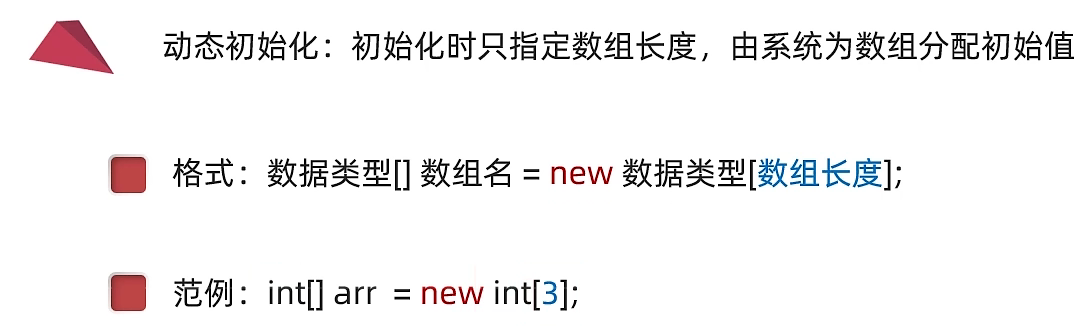 动态初始化：初始化时只指定数组长度，由系统为数组分配初始值
格式：数据类型[] 数组名 = new 数据类型[数组长度];
范例：int[] arr = new int[3];